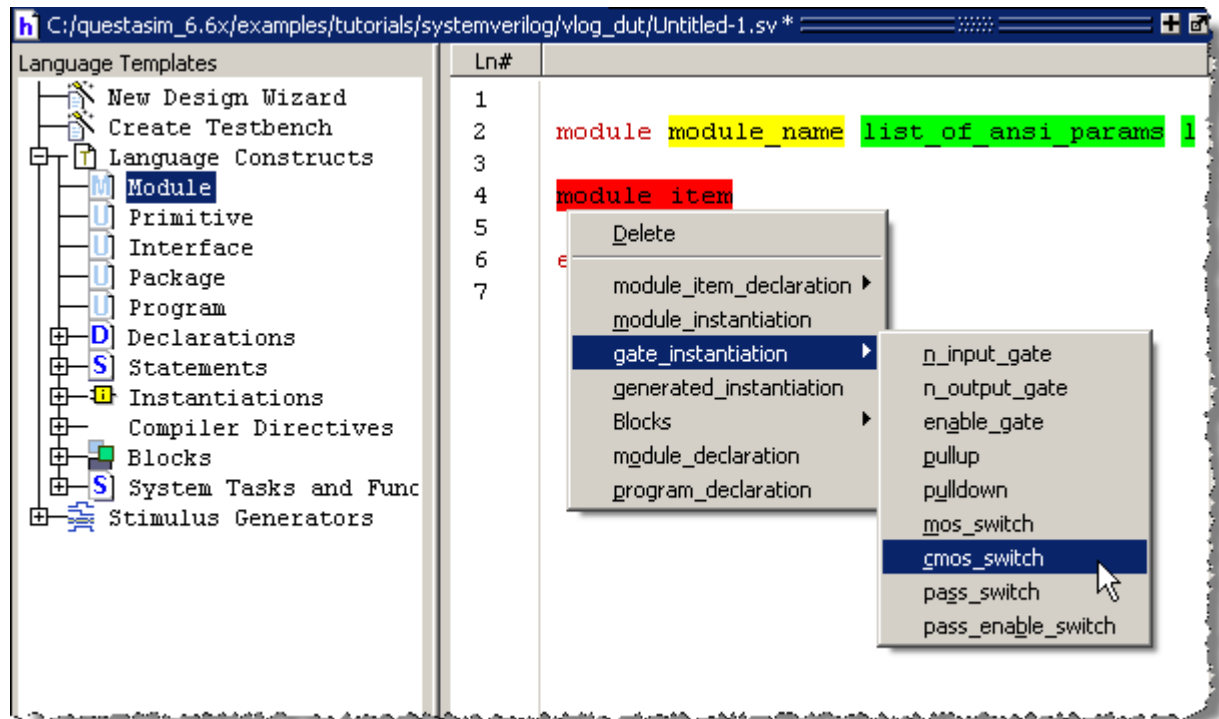 h C:/questasim_6.6x/examples/tutorials/systemverilog/vlog_dut/Untitled-1.sv *
Language Templates
New Design Wizard
Create Testbench
T Language Constructs
M Module
U Primitive
U Interface
U Package
U Program
D Declarations
S Statements
Instantiations
Compiler Directives
Blocks
S System Tasks and Func
Stimulus Generators
Ln#
1
2 module module_name list_of_ansi_params l
3
4 module_item
5
6 e
7
Delete
module_item_declaration
module_instantiation
gate_instantiation
generated_instantiation
Blocks
module_declaration
program_declaration
n_input_gate
n_output_gate
enable_gate
pullup
pulldown
mos_switch
cmos_switch
pass_switch
pass_enable_switch